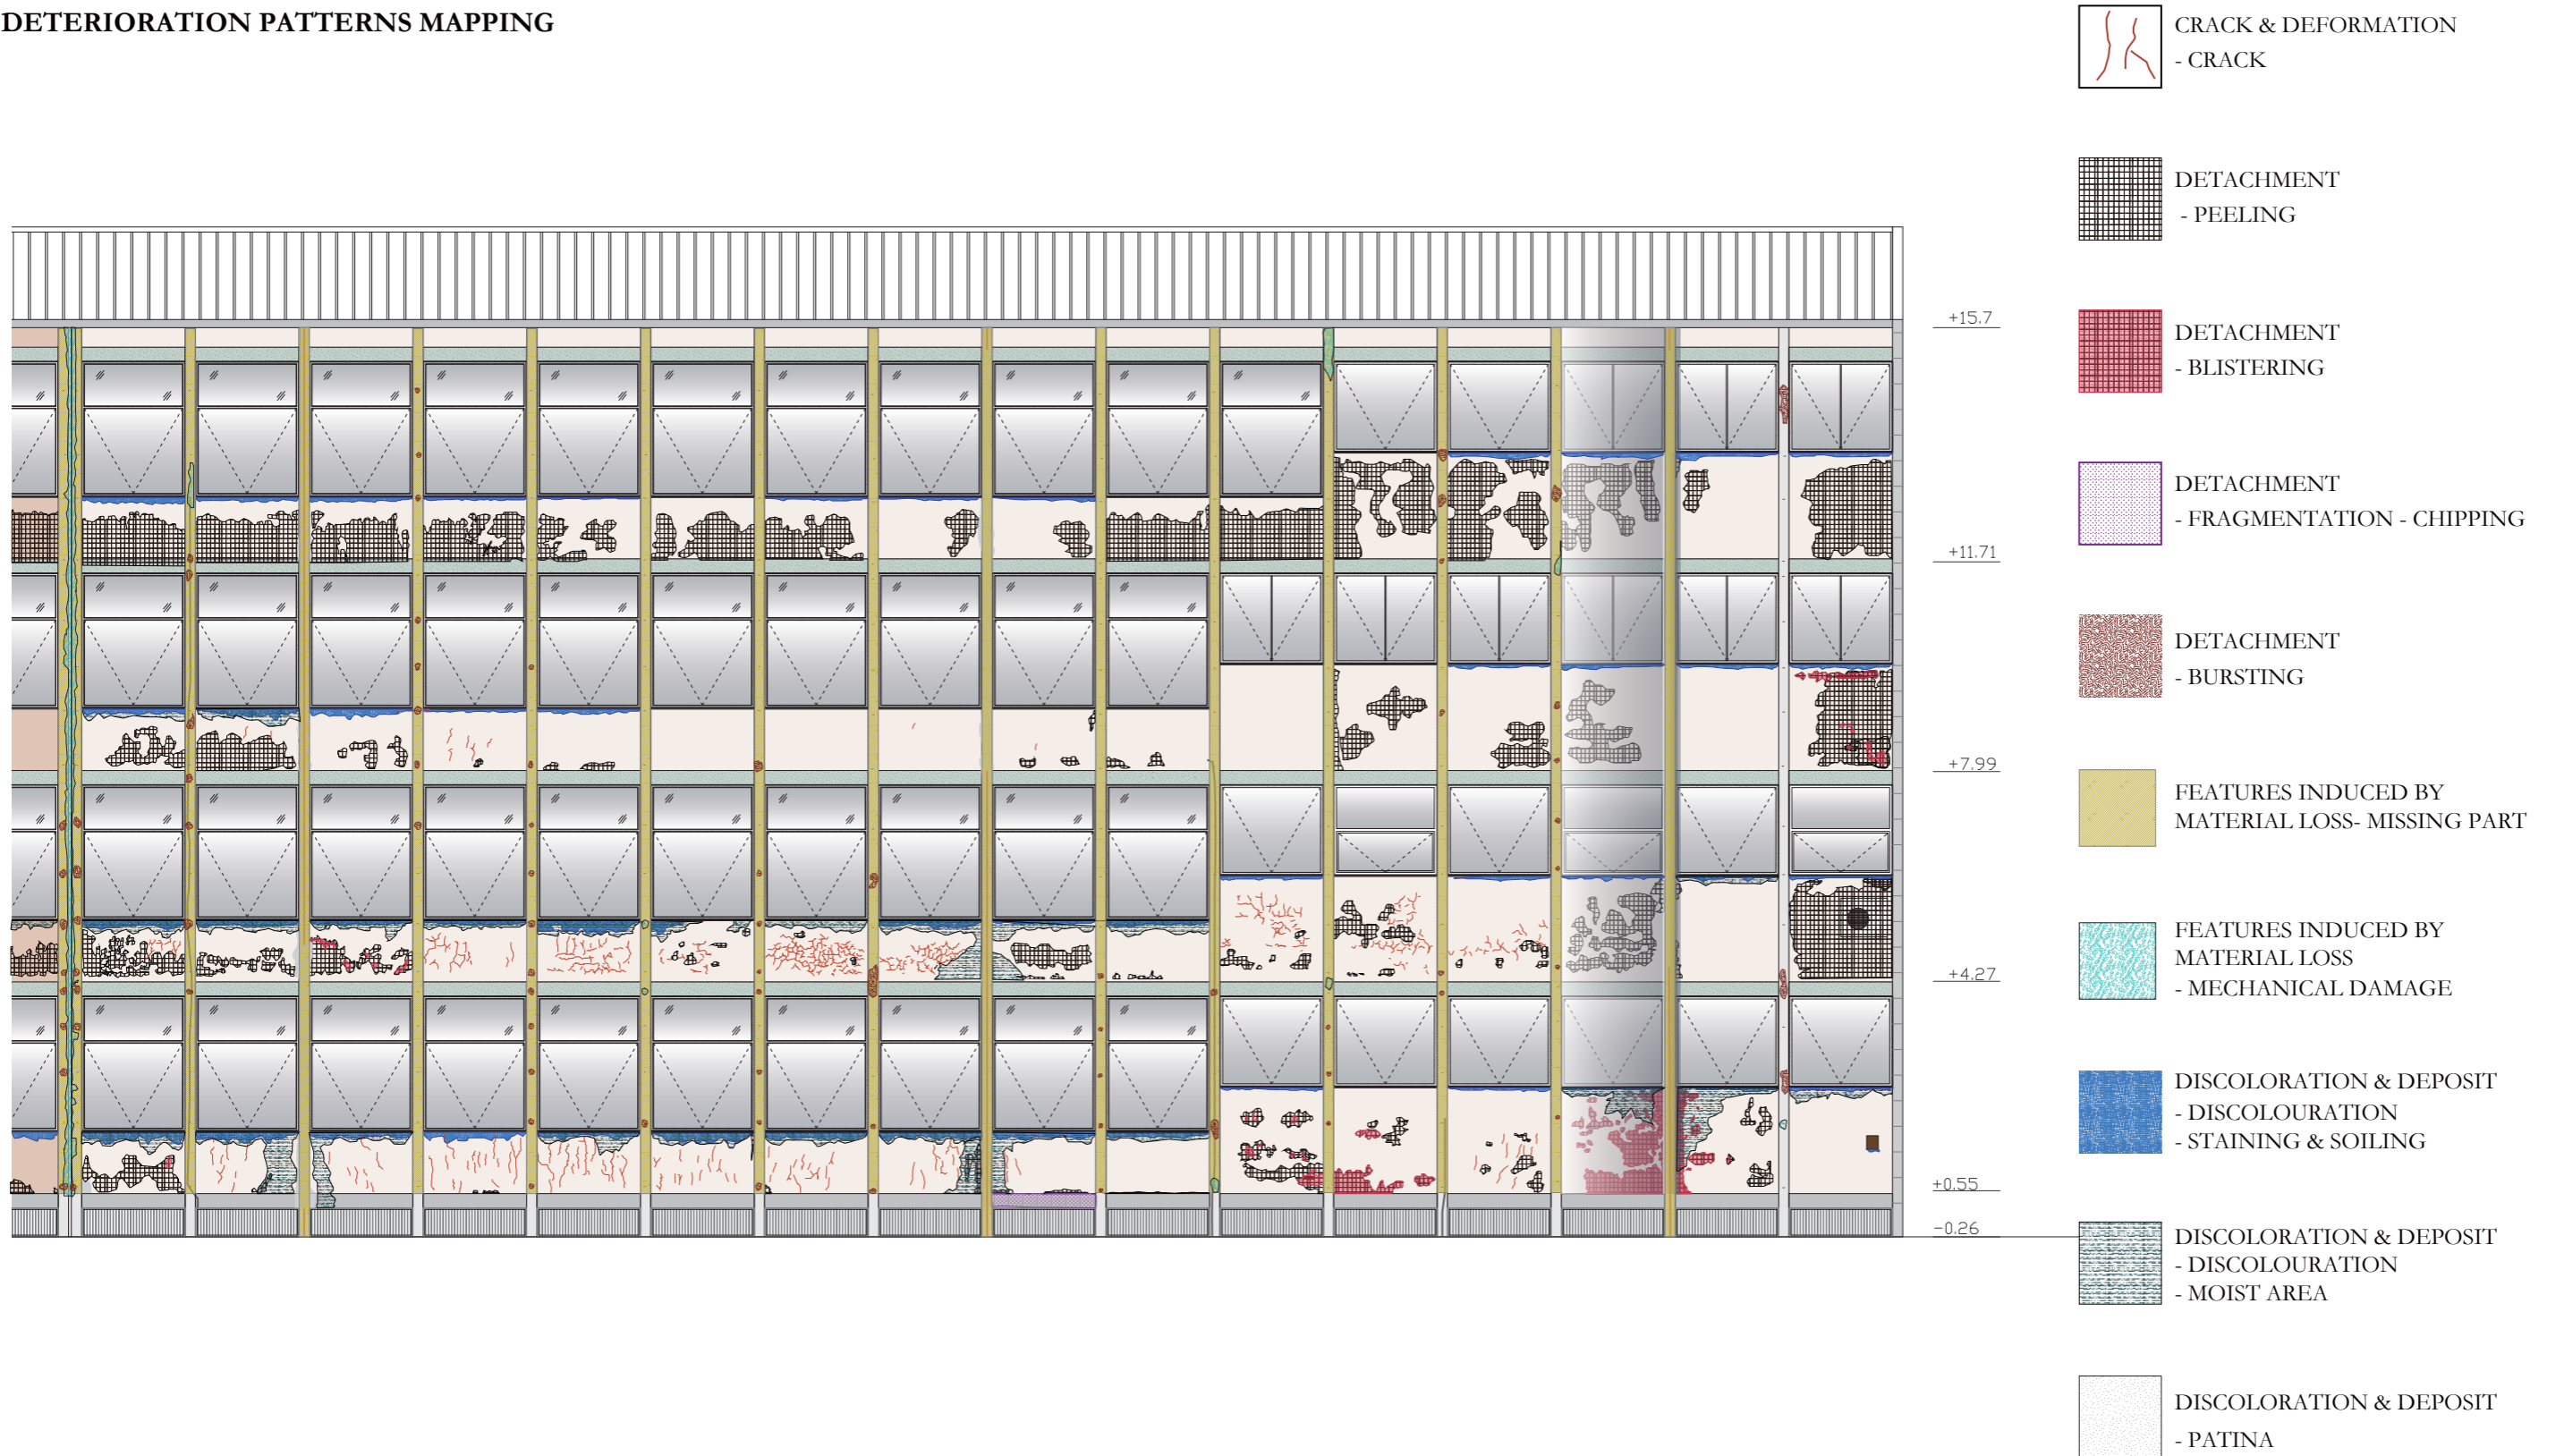 DETERIORATION PATTERNS MAPPING
CRACK & DEFORMATION
- CRACK
DETACHMENT
- PEELING
DETACHMENT
- BLISTERING
DETACHMENT
- FRAGMENTATION - CHIPPING
DETACHMENT
- BURSTING
FEATURES INDUCED BY
MATERIAL LOSS- MISSING PART
FEATURES INDUCED BY
MATERIAL LOSS
- MECHANICAL DAMAGE
DISCOLORATION & DEPOSIT
- DISCOLOURATION
- STAINING & SOILING
DISCOLORATION & DEPOSIT
- DISCOLOURATION
- MOIST AREA
DISCOLORATION & DEPOSIT
- PATINA
+15.7
+11.71
+7.99
+4.27
+0.55
-0.26